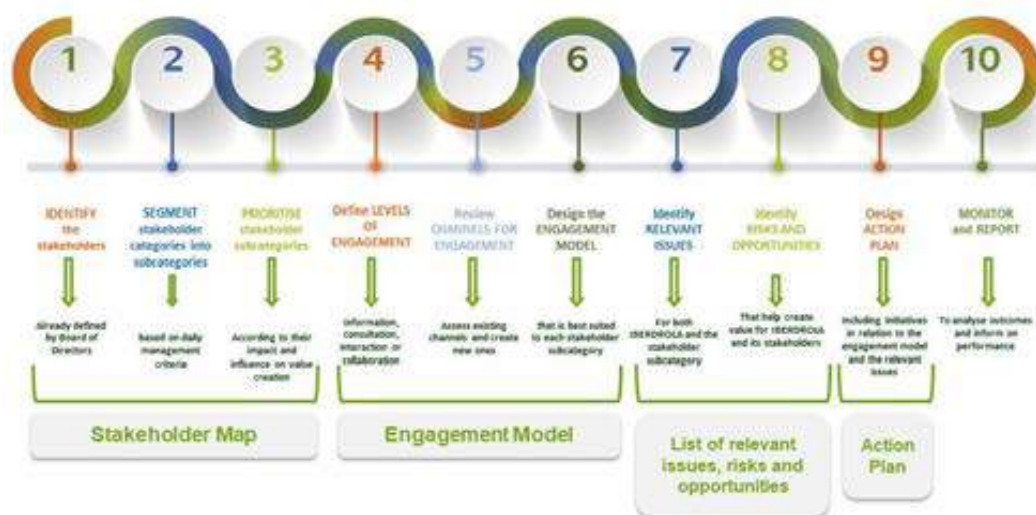 1
2
3
4
5
6
7
8
9
10
IDENTIFY
the
stakeholders
SEGMENT
stakeholder
categories into
subcategories
PRIORITISE
stakeholder
subcategories
Define LEVELS
OF
ENGAGEMENT
Review
CHANNELS FOR
ENGAGEMENT
Design the
ENGAGEMENT
MODEL
Identify
RELEVANT
ISSUES
Identify
RISKS AND
OPPORTUNITIES
Design
ACTION
PLAN
MONITOR
and REPORT
Already defined
by Board of
Directors
based on daily
management
criteria
According to their
impact and
influence on value
creation
Information,
consultation,
interaction or
collaboration
Assess existing
channels and create
new ones
that is best suited
to each stakeholder
subcategory
For both
IBERDROLA and the
stakeholder
subcategory
That help create
value for IBERDROLA
and its stakeholders
Including initiatives
in relation to the
engagement model
and the relevant
issues
To analyse outcomes
and inform on
performance
Stakeholder Map
Engagement Model
List of relevant
issues, risks and
opportunities
Action
Plan